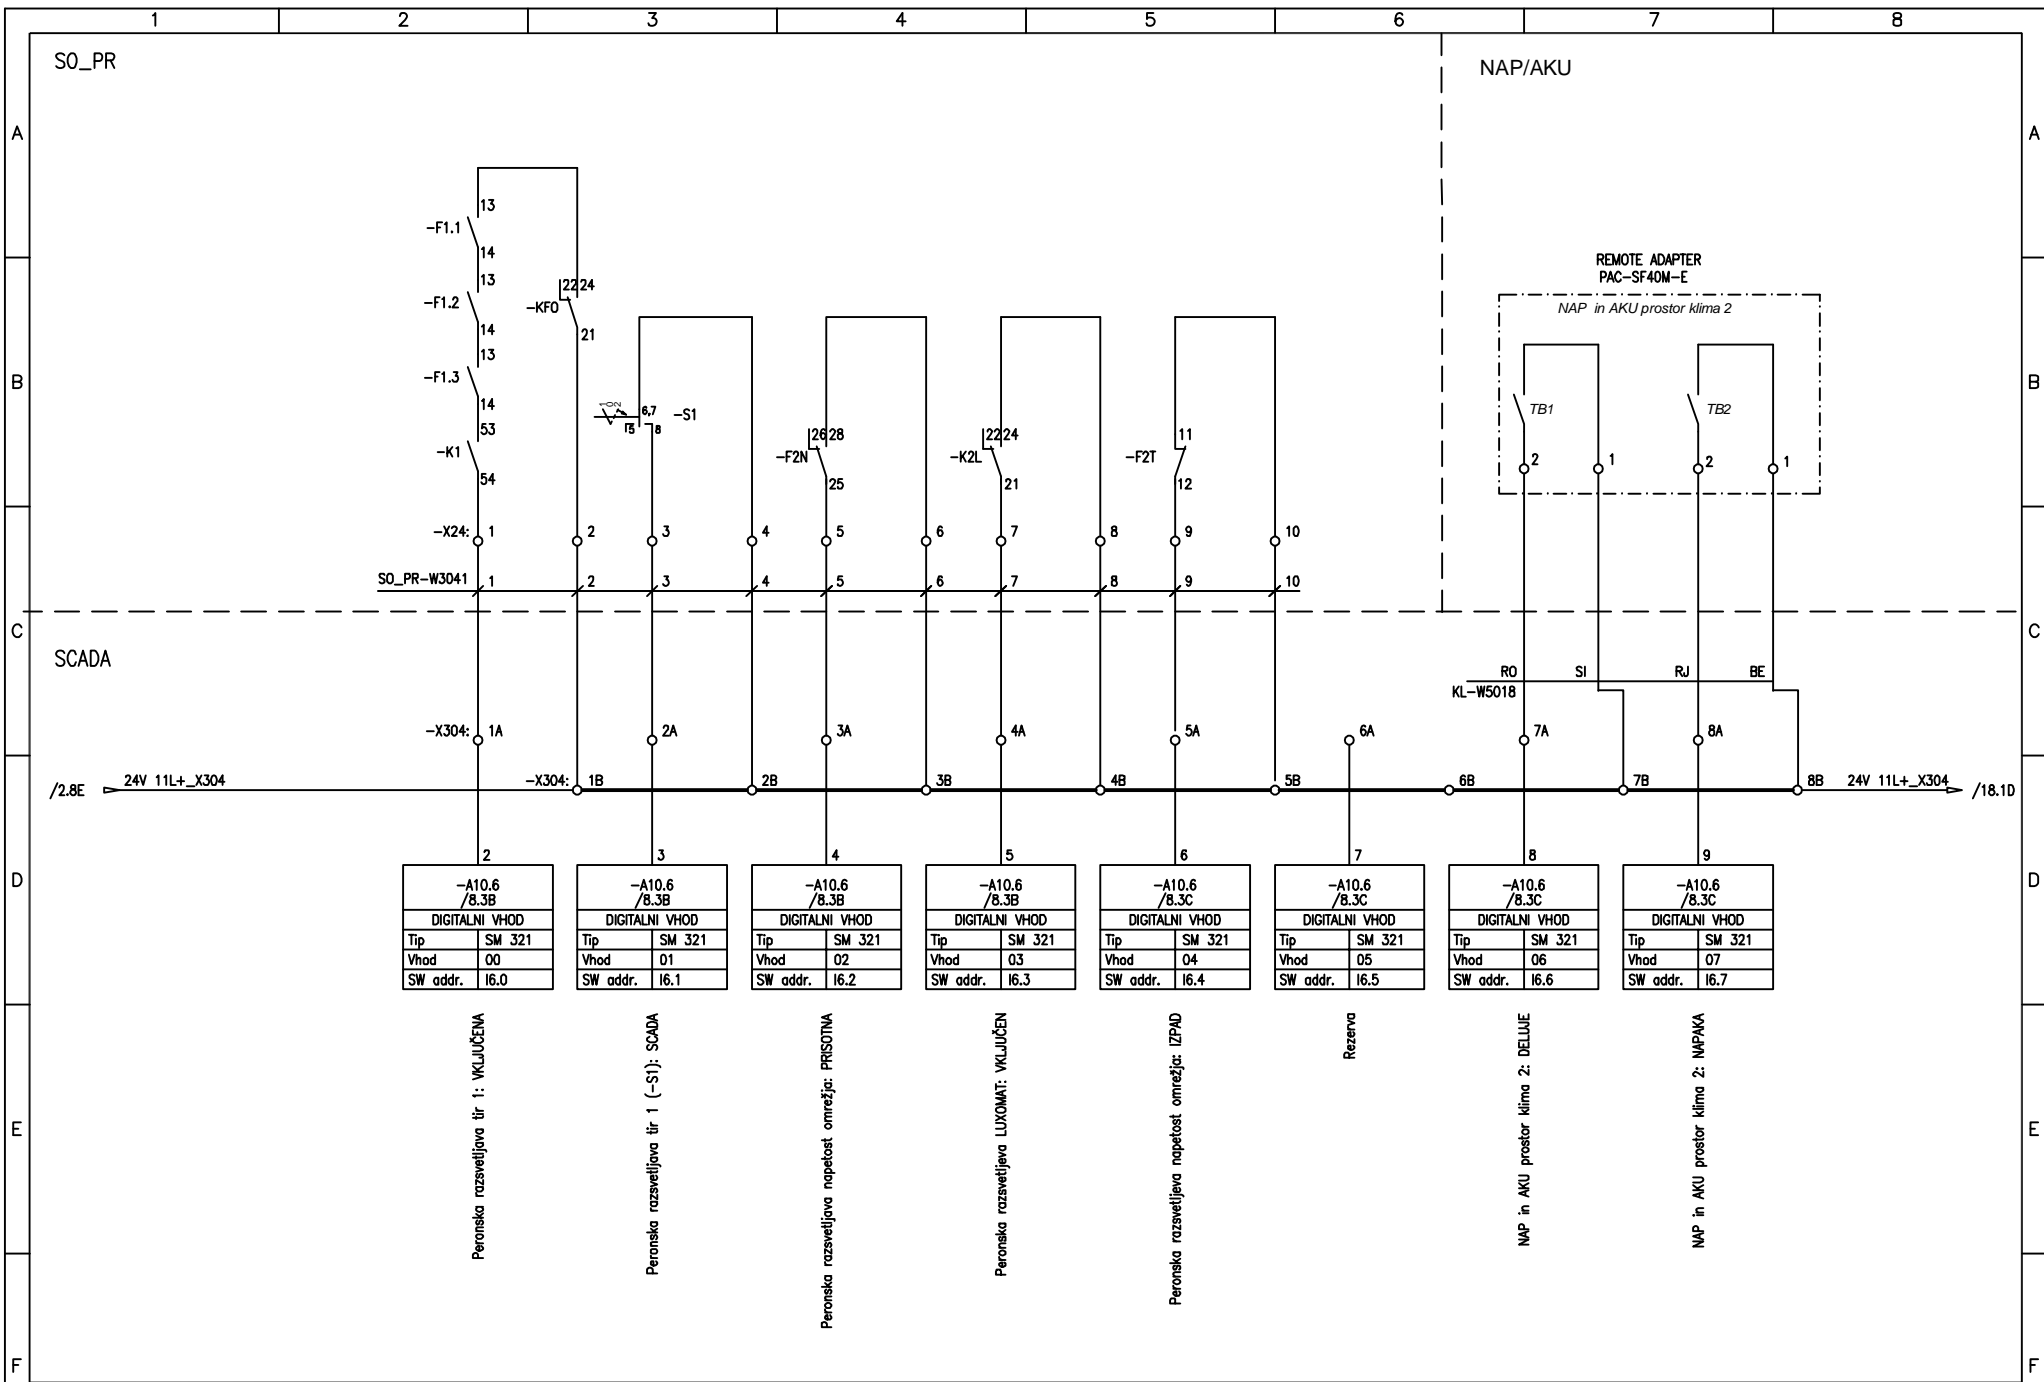 1 2 3 4 5 6 7 8
SO_PR
NAP/AKU
A A
13
-F1.1
14
13
-F1.2
14
13
-F1.3
14
53
-K1
54
22 24
-KF0
21
1 0 2
6,7
-S1
5 8
26 28
-F2N
25
22 24
-K2L
21
11
-F2T
12
REMOTE ADAPTER
PAC-SF40M-E
NAP in AKU prostor klima 2
TB1
TB2
2 1 2 1
B B
-X24: 1 2 3 4 5 6 7 8 9 10
SO_PR-W3041 1 2 3 4 5 6 7 8 9 10
C C
SCADA
RO SI RJ BE
KL-W5018
-X304: 1A 2A 3A 4A 5A 6A 7A 8A
/2.8E 24V 11L+_X304 -X304: 1B 2B 3B 4B 5B 6B 7B 8B 24V 11L+_X304 /18.1D
D D
2 3 4 5 6 7 8 9
-A10.6 -A10.6 -A10.6 -A10.6 -A10.6 -A10.6 -A10.6 -A10.6
/8.3B /8.3B /8.3B /8.3B /8.3C /8.3C /8.3C /8.3C
DIGITALNI VHOD DIGITALNI VHOD DIGITALNI VHOD DIGITALNI VHOD DIGITALNI VHOD DIGITALNI VHOD DIGITALNI VHOD DIGITALNI VHOD
Tip SM 321 Tip SM 321 Tip SM 321 Tip SM 321 Tip SM 321 Tip SM 321 Tip SM 321 Tip SM 321
Vhod 00 Vhod 01 Vhod 02 Vhod 03 Vhod 04 Vhod 05 Vhod 06 Vhod 07
SW addr. I6.0 SW addr. I6.1 SW addr. I6.2 SW addr. I6.3 SW addr. I6.4 SW addr. I6.5 SW addr. I6.6 SW addr. I6.7
Peronska razsvetljava tir 1: VKLJUČENA
Peronska razsvetljava tir 1 (-S1): SCADA
Peronska razsvetljava napetost omrežja: PRISOTNA
Peronska razsvetljeva LUXOMAT: VKLJUČEN
Peronska razsvetljeva napetost omrežja: IZPAD
Rezerva
NAP in AKU prostor klima 2: DELUJE
NAP in AKU prostor klima 2: NAPAKA
E E
F F